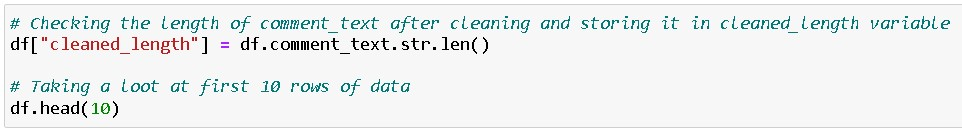 # Checking the length of comment_text after cleaning and storing it in cleaned_length variable
df["cleaned_length"] = df.comment_text.str.len()
# Taking a loot at first 10 rows of data
df.head(10)